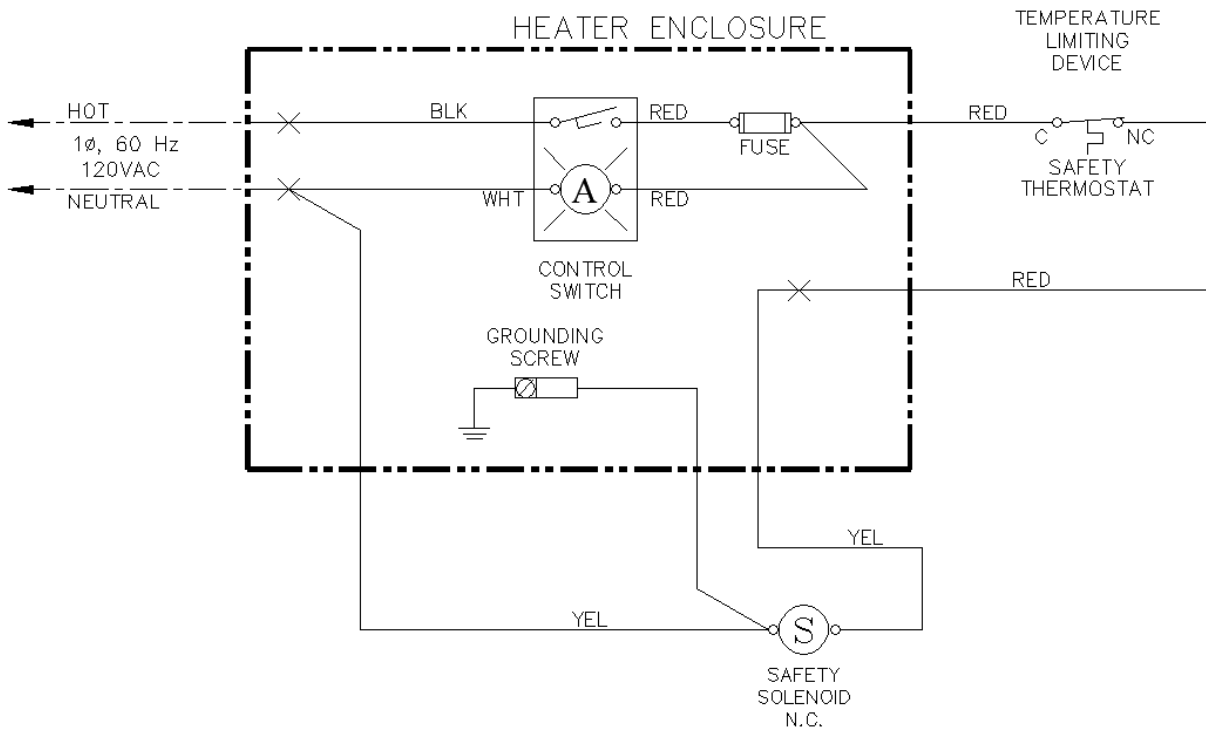 HEATER ENCLOSURE
TEMPERATURE
LIMITING
DEVICE
HOT
BLK
RED
RED
1ø, 60 Hz
120VAC
FUSE
C
NC
SAFETY
THERMOSTAT
NEUTRAL
WHT
A
RED
CONTROL
SWITCH
RED
GROUNDING
SCREW
YEL
YEL
S
SAFETY
SOLENOID
N.C.